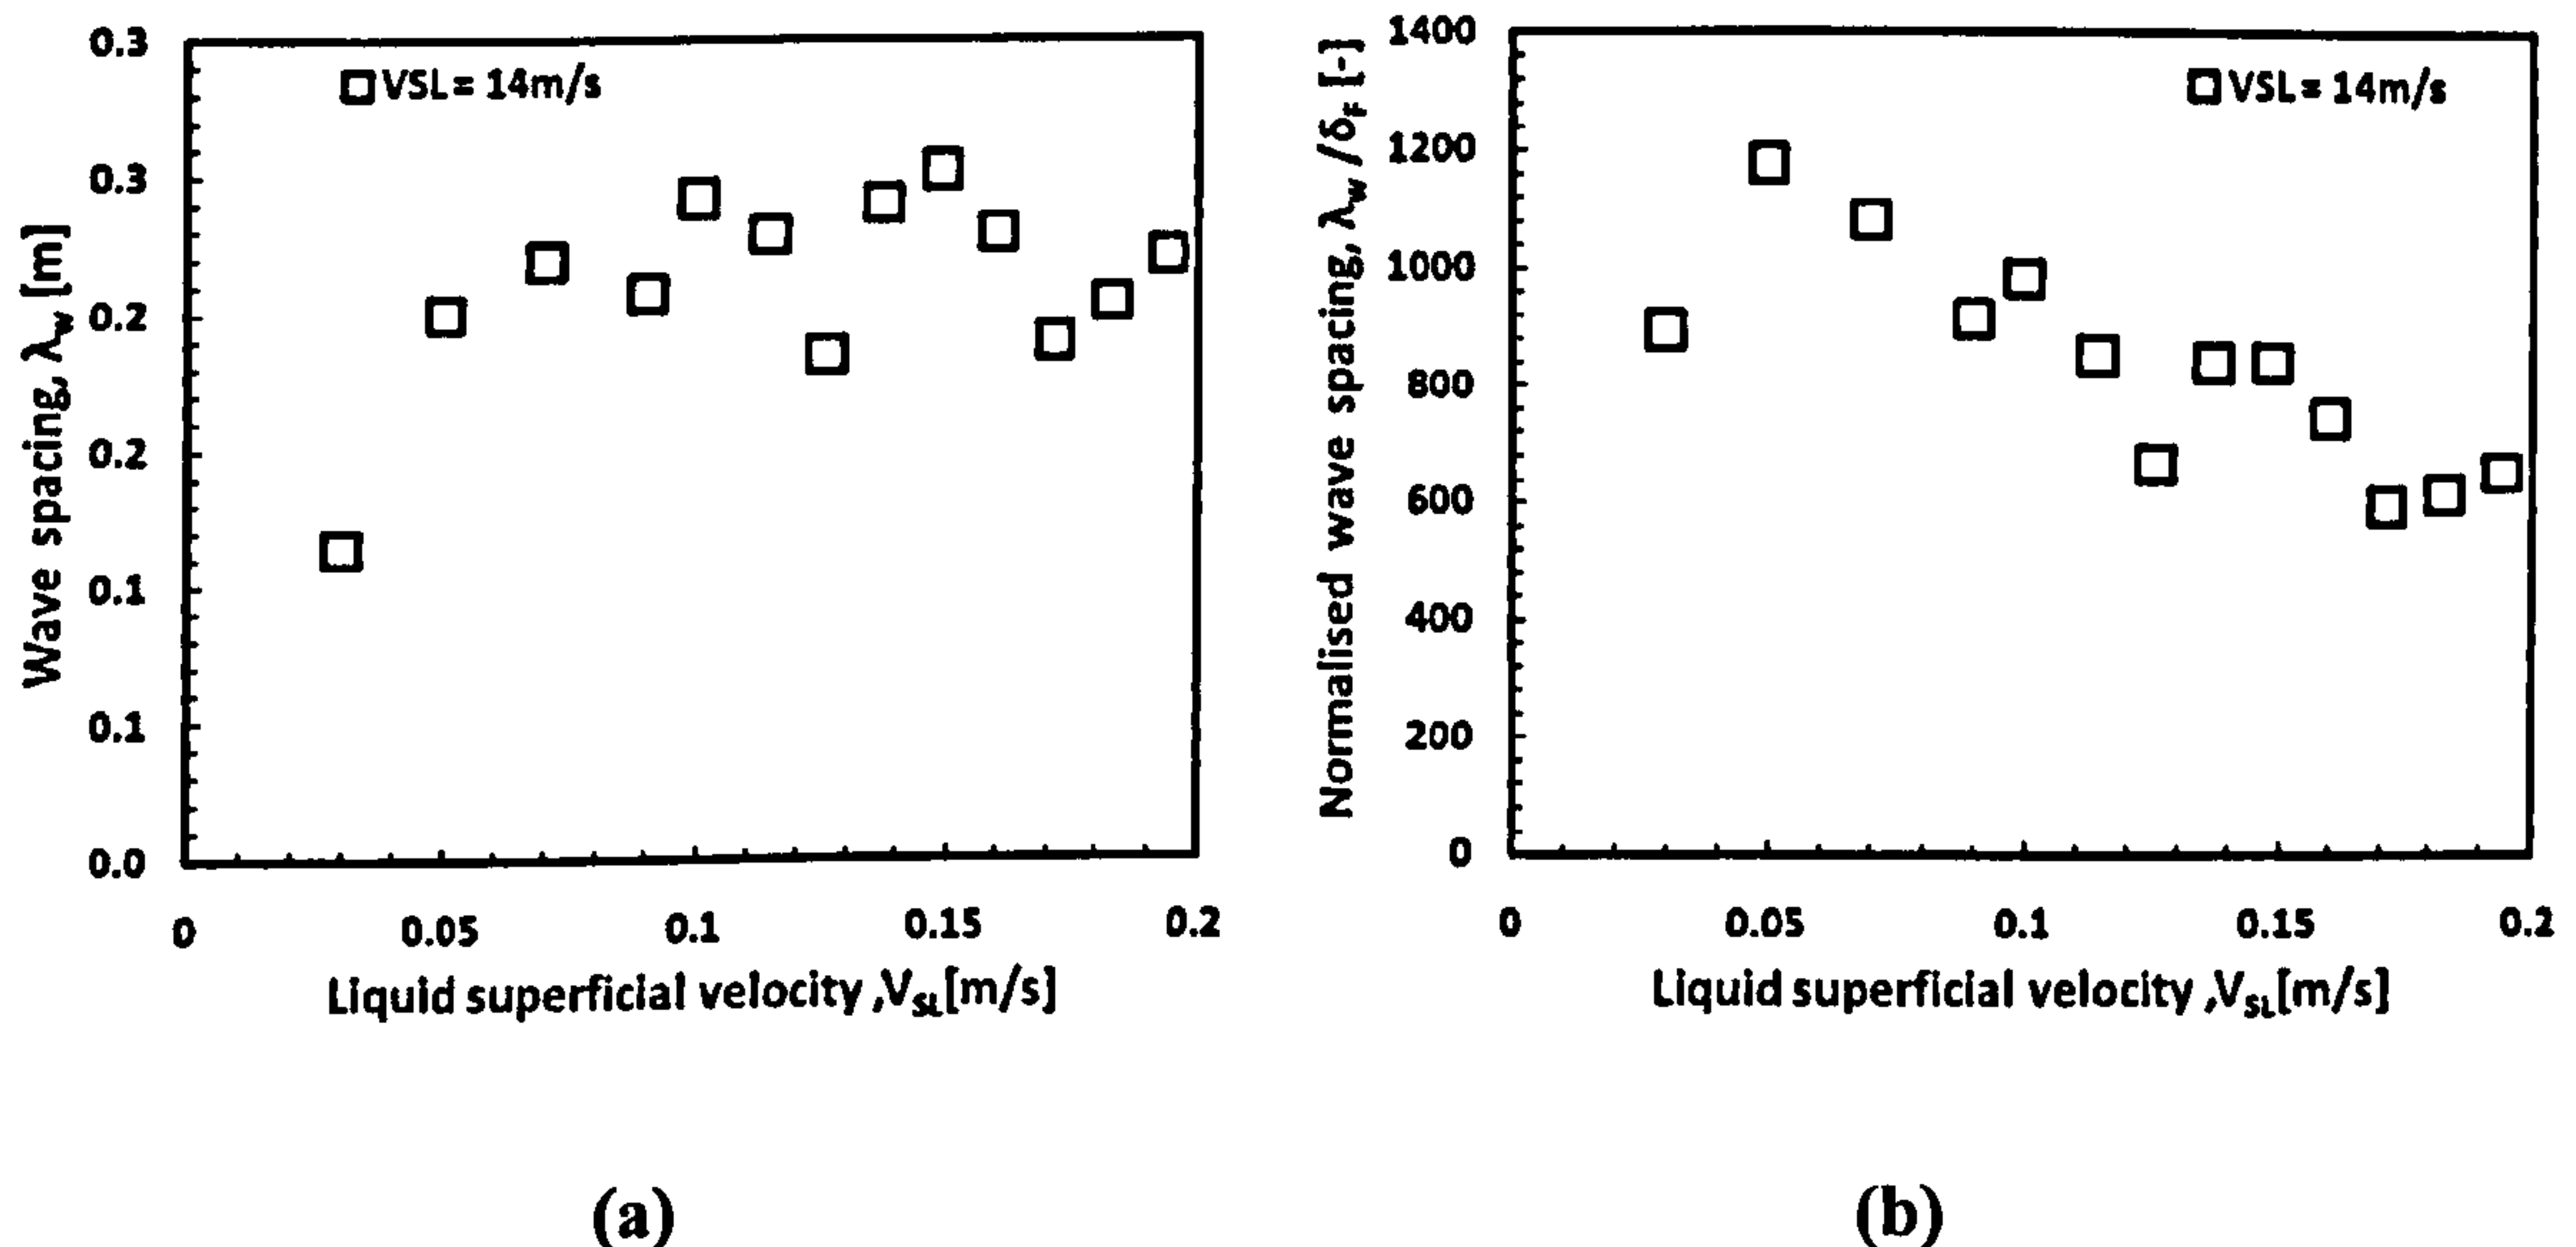 0.3
0.3
0.2
0.2
0.1
0.1
0.0
Wave spacing, λw [m]
VSL= 14m/s
0 0.05 0.1 0.15 0.2
Liquid superficial velocity ,VSL[m/s]
(a)
1400
1200
1000
800
600
400
200
0
Normalised wave spacing, λw /δF [-]
VSL= 14m/s
0 0.05 0.1 0.15 0.2
Liquid superficial velocity ,VSL[m/s]
(b)